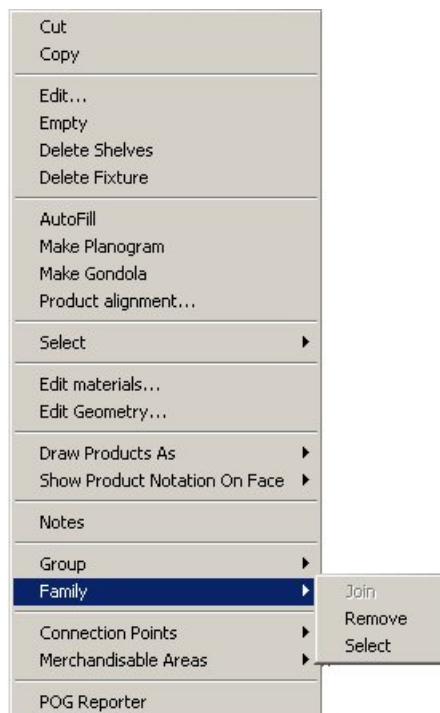 Cut
Copy
Edit...
Empty
Delete Shelves
Delete Fixture
AutoFill
Make Planogram
Make Gondola
Product alignment...
Select
Edit materials...
Edit Geometry...
Draw Products As
Show Product Notation On Face
Notes
Group
Family
Join
Remove
Select
Connection Points
Merchandisable Areas
POG Reporter